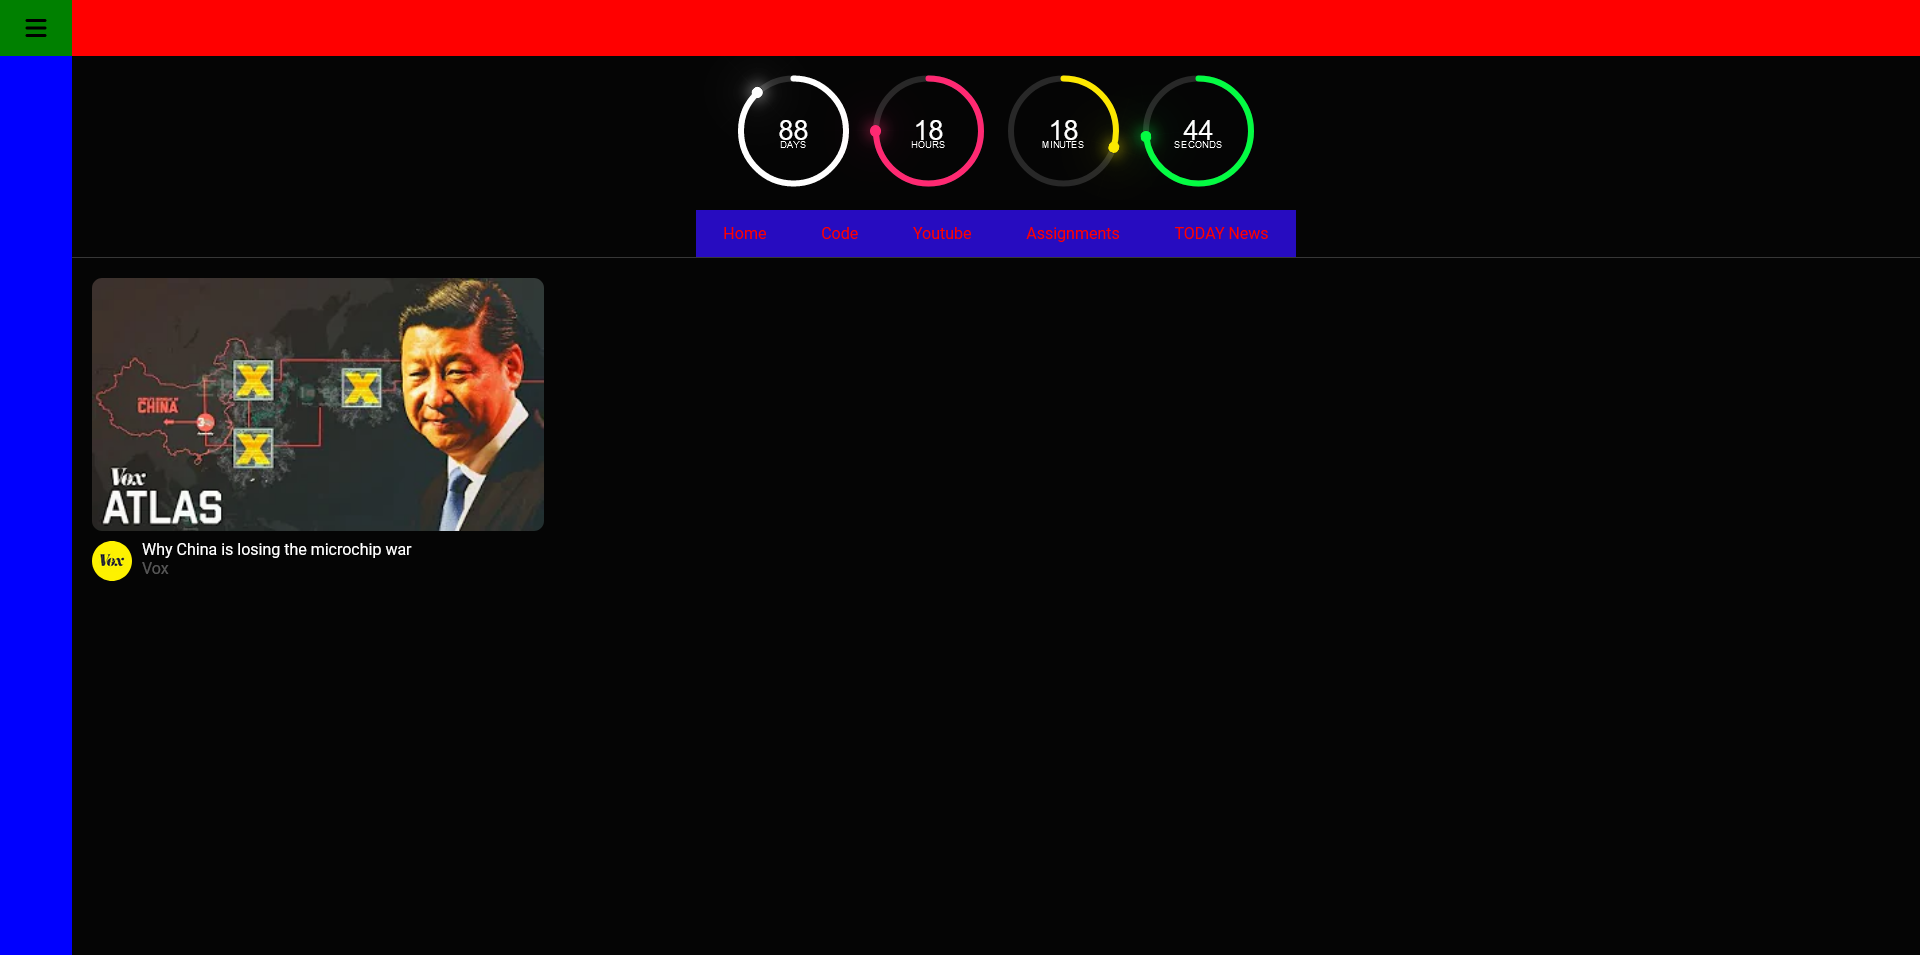 88
DAYS
18
HOURS
18
MINUTES
44
SECONDS
Home
Code
Youtube
Assignments
TODAY News
CHINA
Vox
ATLAS
Vox
Why China is losing the microchip war
Vox